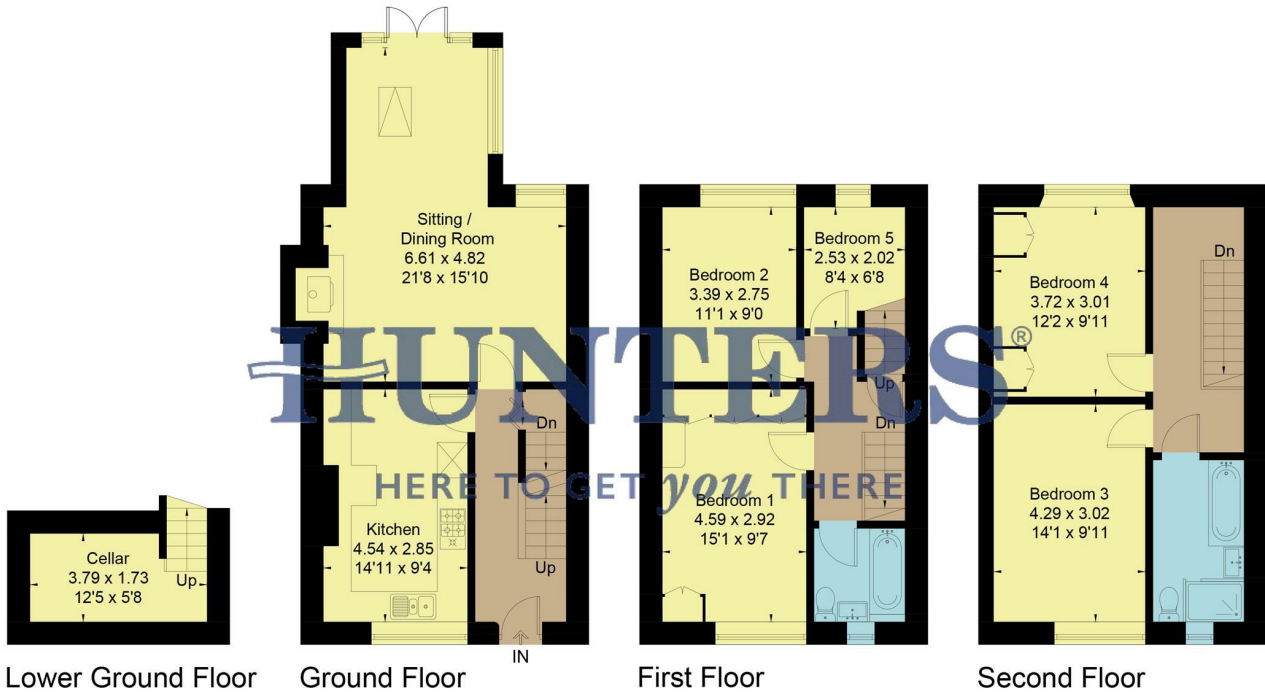 Sitting /
Dining Room
6.61 x 4.82
21'8 x 15'10
Kitchen
4.54 x 2.85
14'11 x 9'4
Dn
Up
IN
Cellar
3.79 x 1.73
12'5 x 5'8
Up
Bedroom 2
3.39 x 2.75
11'1 x 9'0
Bedroom 5
2.53 x 2.02
8'4 x 6'8
Up
Dn
Bedroom 1
4.59 x 2.92
15'1 x 9'7
Bedroom 4
3.72 x 3.01
12'2 x 9'11
Dn
Bedroom 3
4.29 x 3.02
14'1 x 9'11
HUNTERS®
HERE TO GET you THERE
Lower Ground Floor
Ground Floor
First Floor
Second Floor